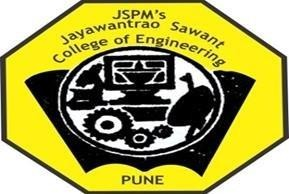 JSPM's
Jayawantrao Sawant
College of Engineering
PUNE